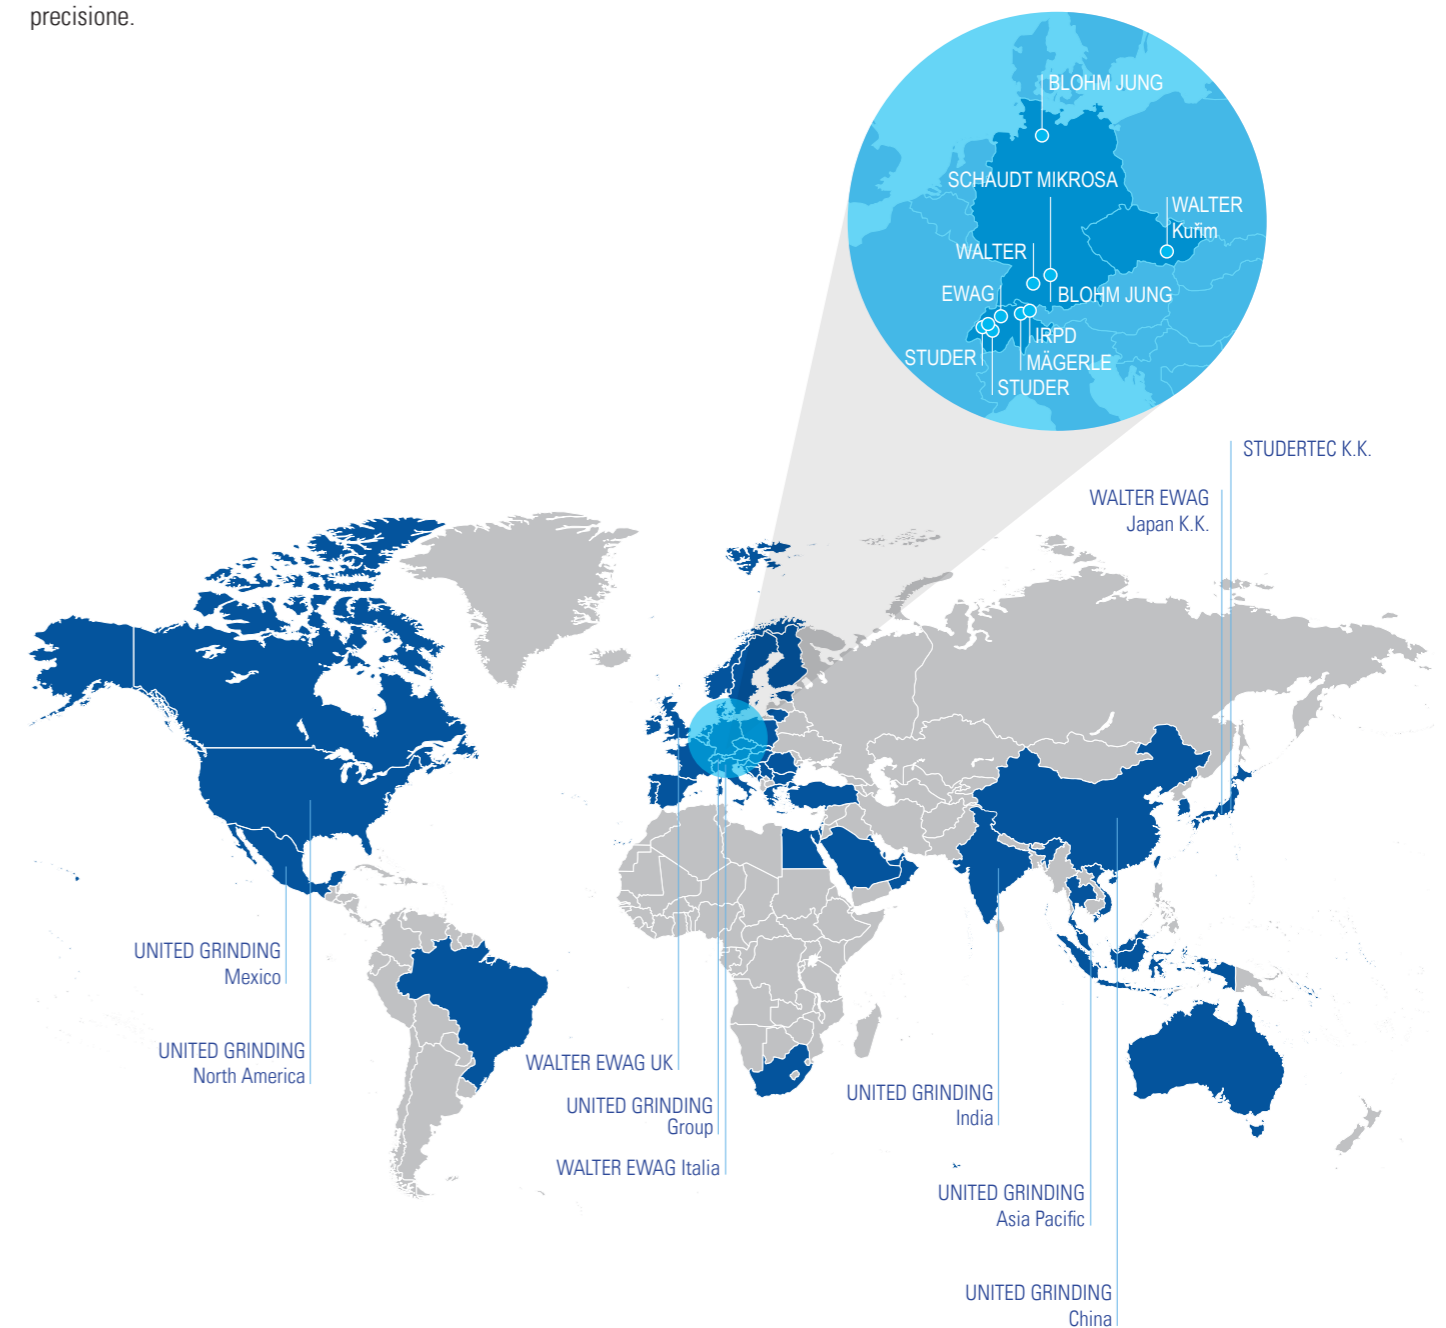 precisione.
BLOHM JUNG
SCHAUDT MIKROSA
WALTER
Kuřim
WALTER
EWAG
BLOHM JUNG
IRPD
STUDER
MÄGERLE
STUDER
STUDERTEC K.K.
WALTER EWAG
Japan K.K.
UNITED GRINDING
Mexico
UNITED GRINDING
North America
WALTER EWAG UK
UNITED GRINDING
Group
WALTER EWAG Italia
UNITED GRINDING
India
UNITED GRINDING
Asia Pacific
UNITED GRINDING
China